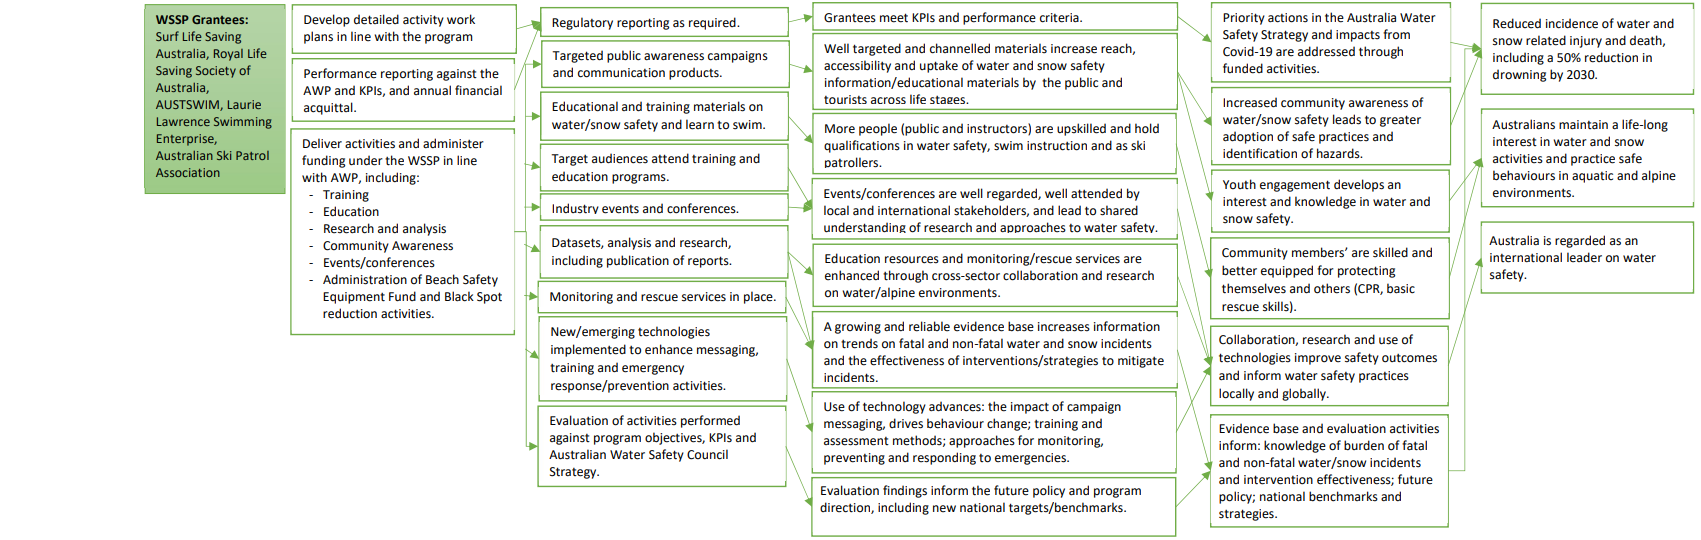 WSSP Grantees:
Surf Life Saving
Australia, Royal Life
Saving Society of
Australia,
AUSTSWIM, Laurie
Lawrence Swimming
Enterprise,
Australian Ski Patrol
Association
Develop detailed activity work
plans in line with the program
Performance reporting against the
AWP and KPIs, and annual financial
acquittal.
Deliver activities and administer
funding under the WSSP in line
with AWP, including:
- Training
- Education
- Research and analysis
- Community Awareness
- Events/conferences
- Administration of Beach Safety
Equipment Fund and Black Spot
reduction activities.
Regulatory reporting as required.
Targeted public awareness campaigns
and communication products.
Educational and training materials on
water/snow safety and learn to swim.
Target audiences attend training and
education programs.
Industry events and conferences.
Datasets, analysis and research,
including publication of reports.
Monitoring and rescue services in place.
New/emerging technologies
implemented to enhance messaging,
training and emergency
response/prevention activities.
Evaluation of activities performed
against program objectives, KPIs and
Australian Water Safety Council
Strategy.
Grantees meet KPIs and performance criteria.
Well targeted and channelled materials increase reach,
accessibility and uptake of water and snow safety
information/educational materials by the public and
tourists across life stages.
More people (public and instructors) are upskilled and hold
qualifications in water safety, swim instruction and as ski
patrollers.
Events/conferences are well regarded, well attended by
local and international stakeholders, and lead to shared
understanding of research and approaches to water safety.
Education resources and monitoring/rescue services are
enhanced through cross-sector collaboration and research
on water/alpine environments.
A growing and reliable evidence base increases information
on trends on fatal and non-fatal water and snow incidents
and the effectiveness of interventions/strategies to mitigate
incidents.
Use of technology advances: the impact of campaign
messaging, drives behaviour change; training and
assessment methods; approaches for monitoring,
preventing and responding to emergencies.
Evaluation findings inform the future policy and program
direction, including new national targets/benchmarks.
Priority actions in the Australia Water
Safety Strategy and impacts from
Covid-19 are addressed through
funded activities.
Increased community awareness of
water/snow safety leads to greater
adoption of safe practices and
identification of hazards.
Youth engagement develops an
interest and knowledge in water and
snow safety.
Community members’ are skilled and
better equipped for protecting
themselves and others (CPR, basic
rescue skills).
Collaboration, research and use of
technologies improve safety outcomes
and inform water safety practices
locally and globally.
Evidence base and evaluation activities
inform: knowledge of burden of fatal
and non-fatal water/snow incidents
and intervention effectiveness; future
policy; national benchmarks and
strategies.
Reduced incidence of water and
snow related injury and death,
including a 50% reduction in
drowning by 2030.
Australians maintain a life-long
interest in water and snow
activities and practice safe
behaviours in aquatic and alpine
environments.
Australia is regarded as an
international leader on water
safety.